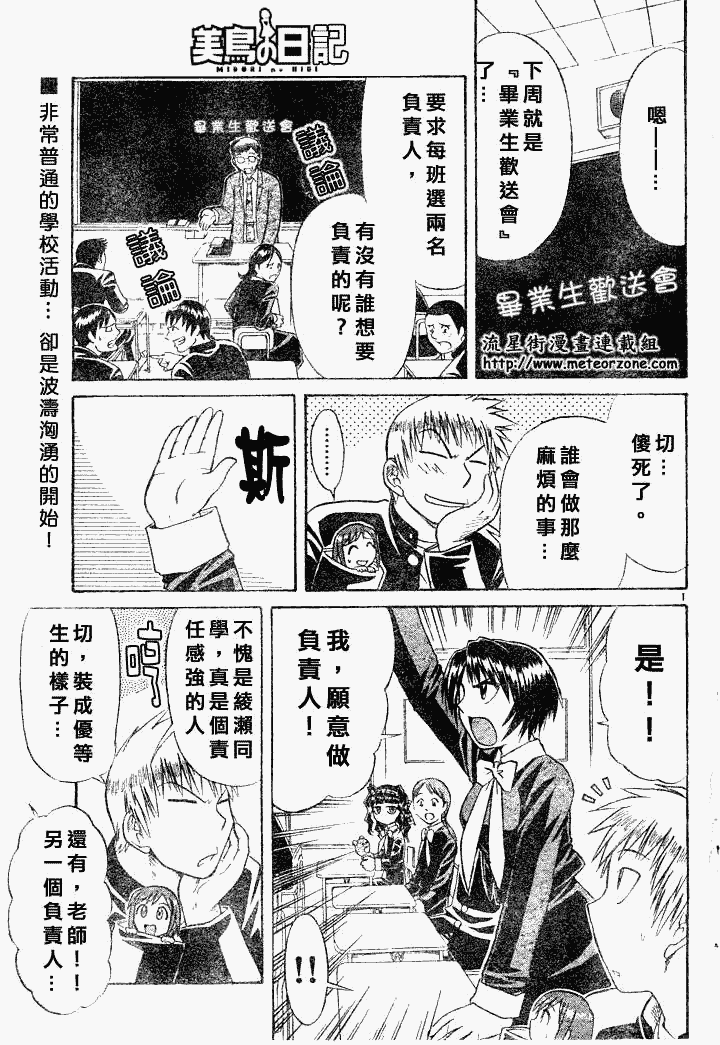 美鳥の日記
MIDORI no HIBI
嗯——…
下周就是
『畢業生歡送會』
了…
畢業生歡送會
流星街漫畫連載組
http://www.meteorzone.com
要求每班選兩名
負責人，
有沒有誰想要
負責的呢？
畢業生歡送會
議論
議論
非常普通的學校活動… 卻是波濤洶湧的開始！
切…
傻死了。
誰會做那麼
麻煩的事…
………
斯
1
是！！
我，願意做
負責人！
!!
不愧是綾瀨同
學，真是個責
任感強的人
哼
切，裝成優等
生的樣子…
還有，老師！！
另一個負責人…